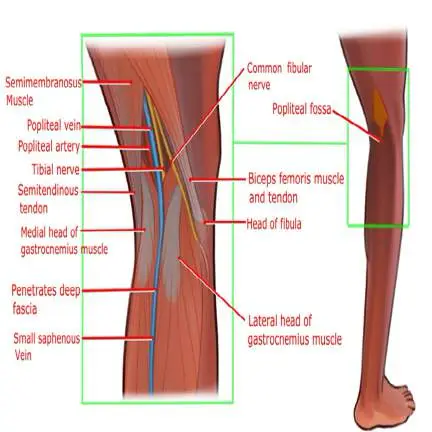 Semimembranosus
Muscle
Popliteal vein
Popliteal artery
Tibial nerve
Semitendinous
tendon
Medial head of
gastrocnemius muscle
Penetrates deep
fascia
Small saphenous
Vein
Common fibular
nerve
Popliteal fossa
Biceps femoris muscle
and tendon
Head of fibula
Lateral head of
gastrocnemius muscle